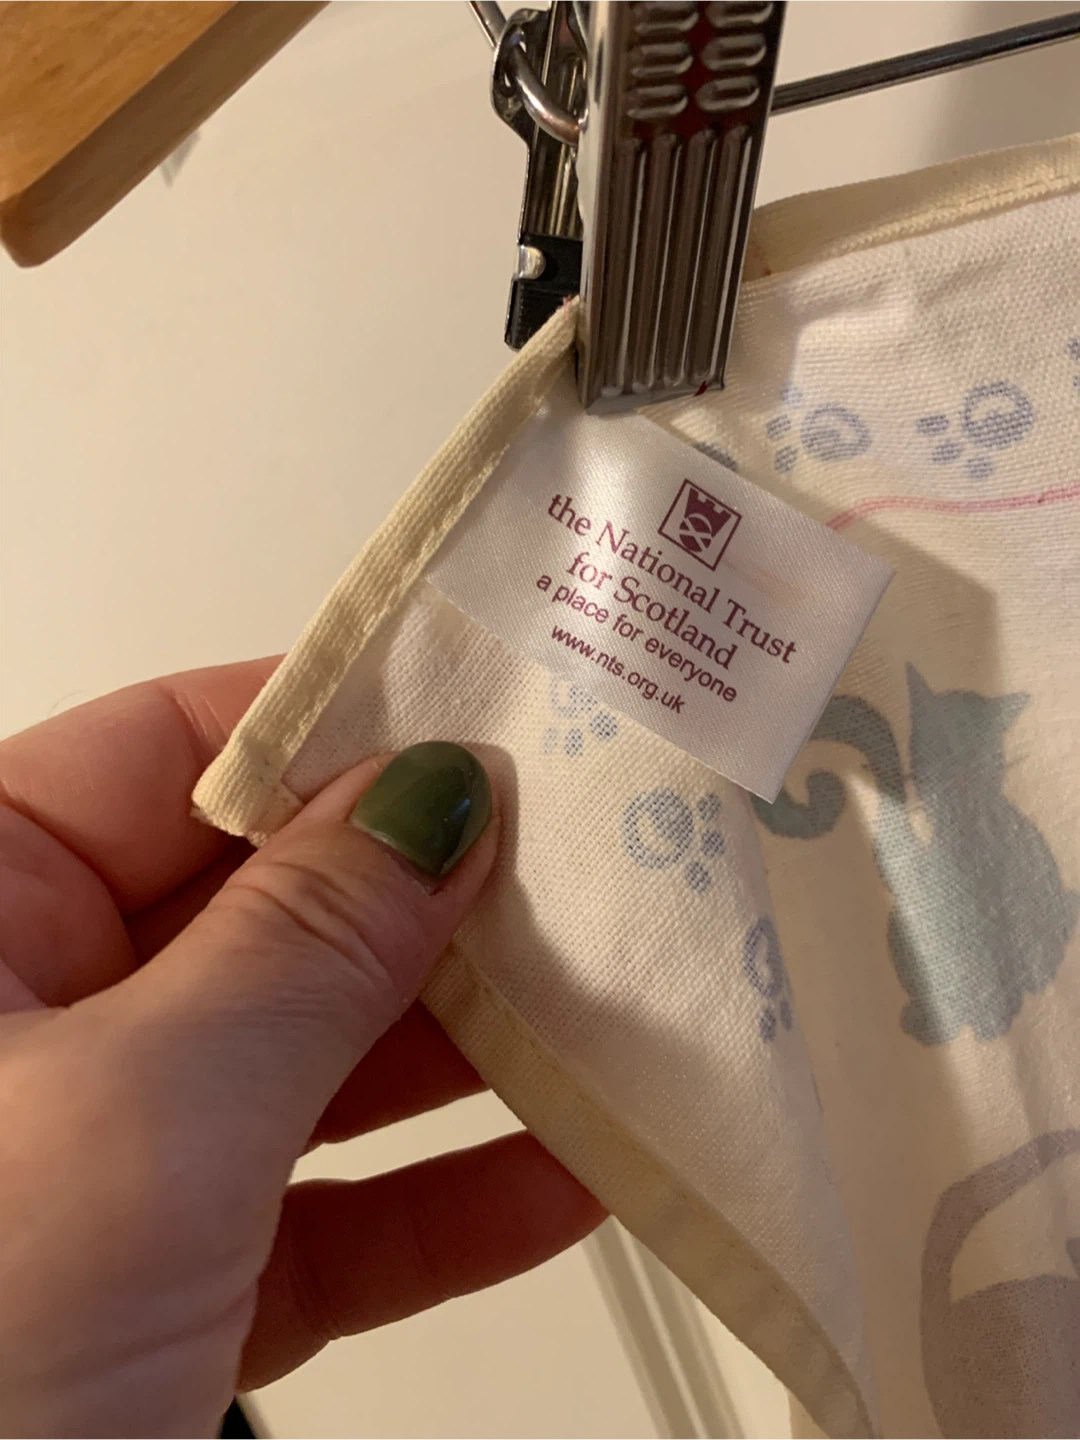 the National Trust
for Scotland
a place for everyone
www.nts.org.uk